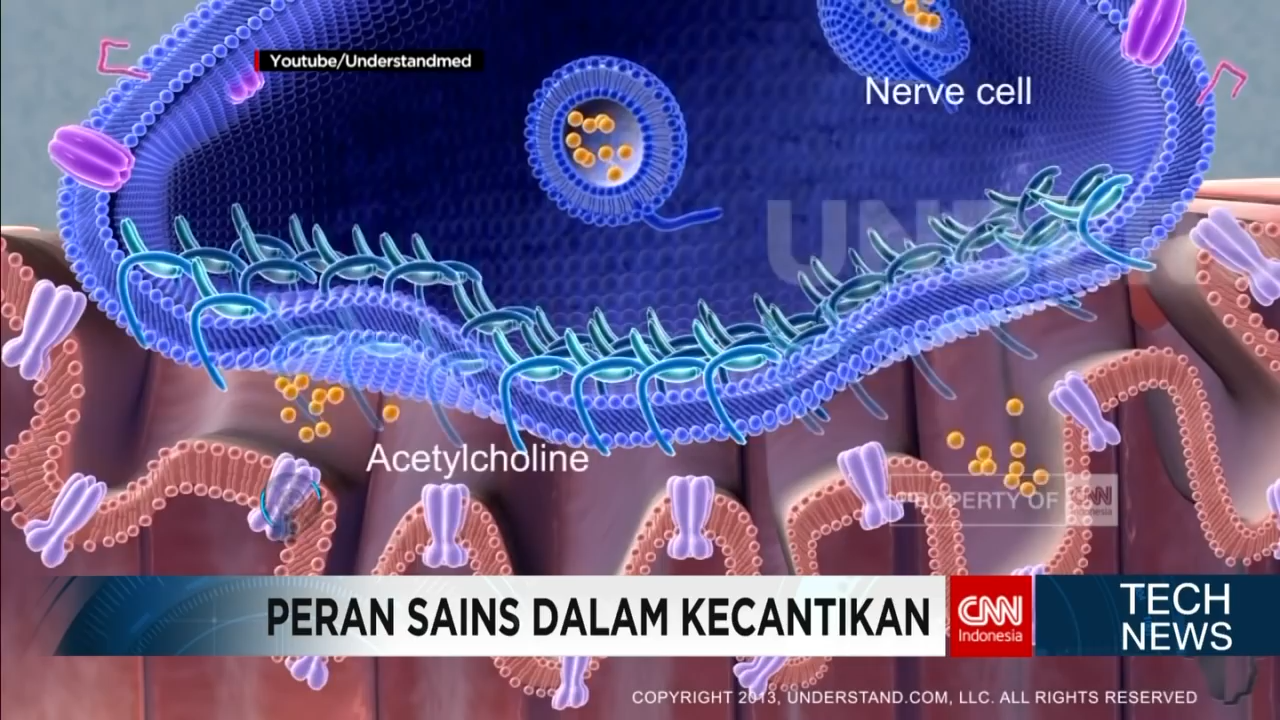 Youtube/Understandmed
Nerve cell
UND
Acetylcholine
PROPERTY OF CNN Indonesia
PERAN SAINS DALAM KECANTIKAN
CNN Indonesia
TECH NEWS
COPYRIGHT 2013, UNDERSTAND.COM, LLC. ALL RIGHTS RESERVED